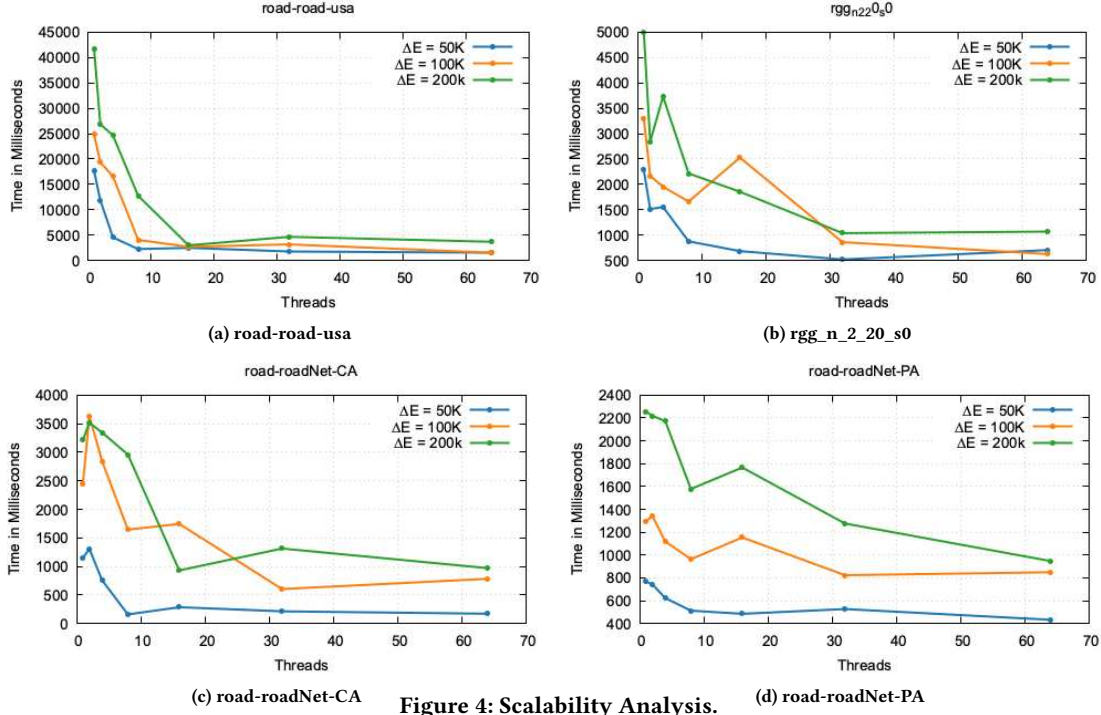 road-road-usa
45000
40000
35000
30000
25000
20000
15000
10000
5000
0
Time in Milliseconds
ΔE = 50K
ΔE = 100K
ΔE = 200k
0 10 20 30 40 50 60 70
Threads
(a) road-road-usa
rgg_n22 0_s0
5000
4500
4000
3500
3000
2500
2000
1500
1000
500
Time in Milliseconds
ΔE = 50K
ΔE = 100K
ΔE = 200k
0 10 20 30 40 50 60 70
Threads
(b) rgg_n_2_20_s0
road-roadNet-CA
4000
3500
3000
2500
2000
1500
1000
500
0
Time in Milliseconds
ΔE = 50K
ΔE = 100K
ΔE = 200k
0 10 20 30 40 50 60 70
Threads
(c) road-roadNet-CA
road-roadNet-PA
2400
2200
2000
1800
1600
1400
1200
1000
800
600
400
Time in Milliseconds
ΔE = 50K
ΔE = 100K
ΔE = 200k
0 10 20 30 40 50 60 70
Threads
(d) road-roadNet-PA
Figure 4: Scalability Analysis.